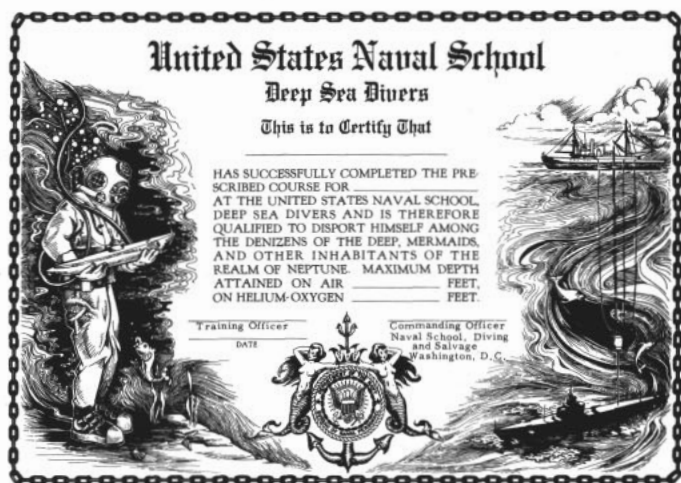 United States Naval School
Deep Sea Divers
This is to Certify That
HAS SUCCESSFULLY COMPLETED THE PRE-
SCRIBED COURSE FOR
AT THE UNITED STATES NAVAL SCHOOL,
DEEP SEA DIVERS AND IS THEREFORE
QUALIFIED TO DISPORT HIMSELF AMONG
THE DENIZENS OF THE DEEP, MERMAIDS,
AND OTHER INHABITANTS OF THE
REALM OF NEPTUNE. MAXIMUM DEPTH
ATTAINED ON AIR FEET,
ON HELIUM-OXYGEN FEET.
Training Officer
DATE
Commanding Officer
Naval School, Diving
and Salvage
Washington, D.C.